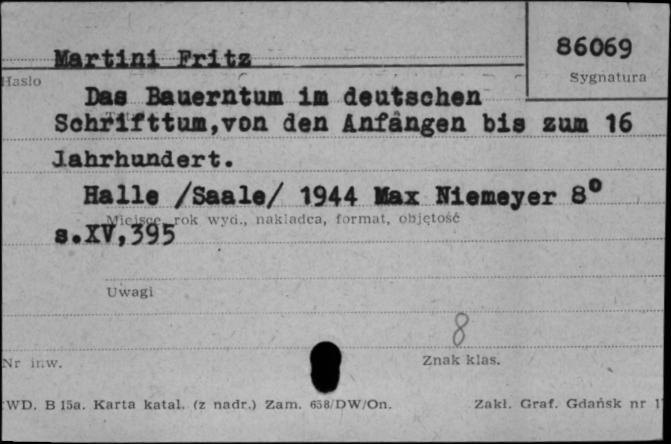 Martini Fritz
86069
Hasło
Sygnatura
Das Bauerntum im deutschen
Schrifttum,von den Anfângen bis zum 16
Jahrhundert.
Halle /Saale/ 1944 Max Niemeyer 8°
Miejsce, rok wyd., nakładca, format, objętość
s.XV,395
Uwagi
8
Nr inw.
Znak klas.
WD. B 15a. Karta katal. (z nadr.) Zam. 658/DW/On.
Zakł. Graf. Gdańsk nr 1